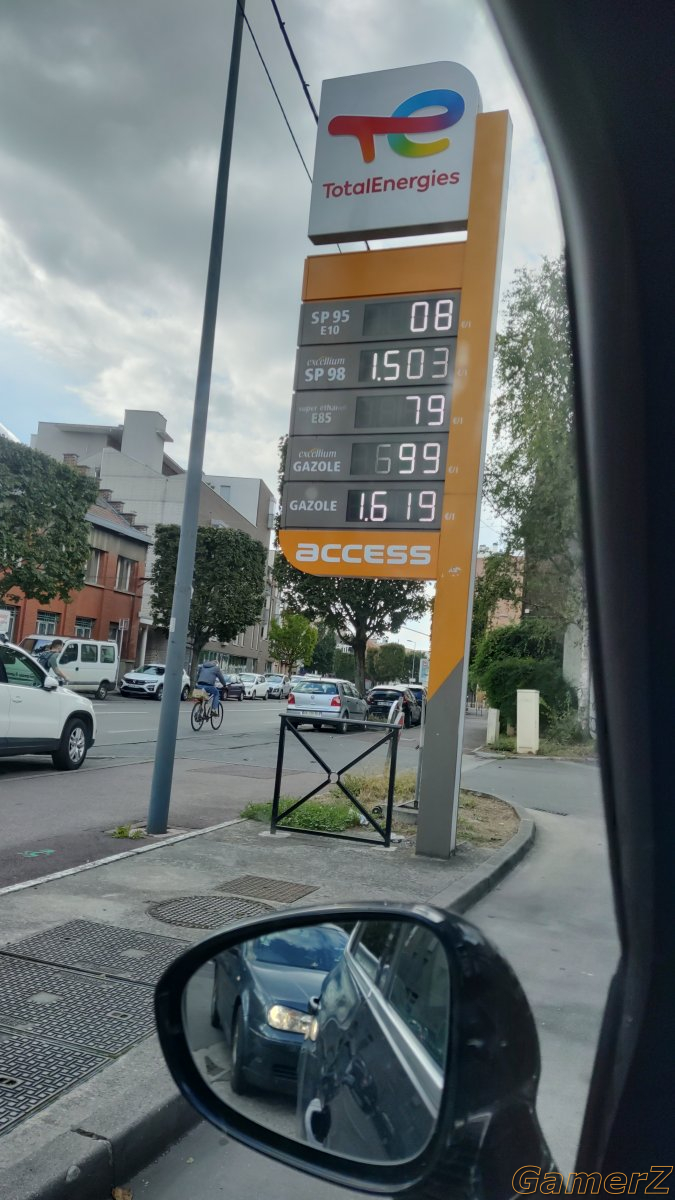 TotalEnergies
SP 95
E10
08
€/l
excellium
SP 98
1.503
super éthanol
E85
79
€/l
excellium
GAZOLE
699
€/l
GAZOLE
1.619
€/l
access
GamerZ